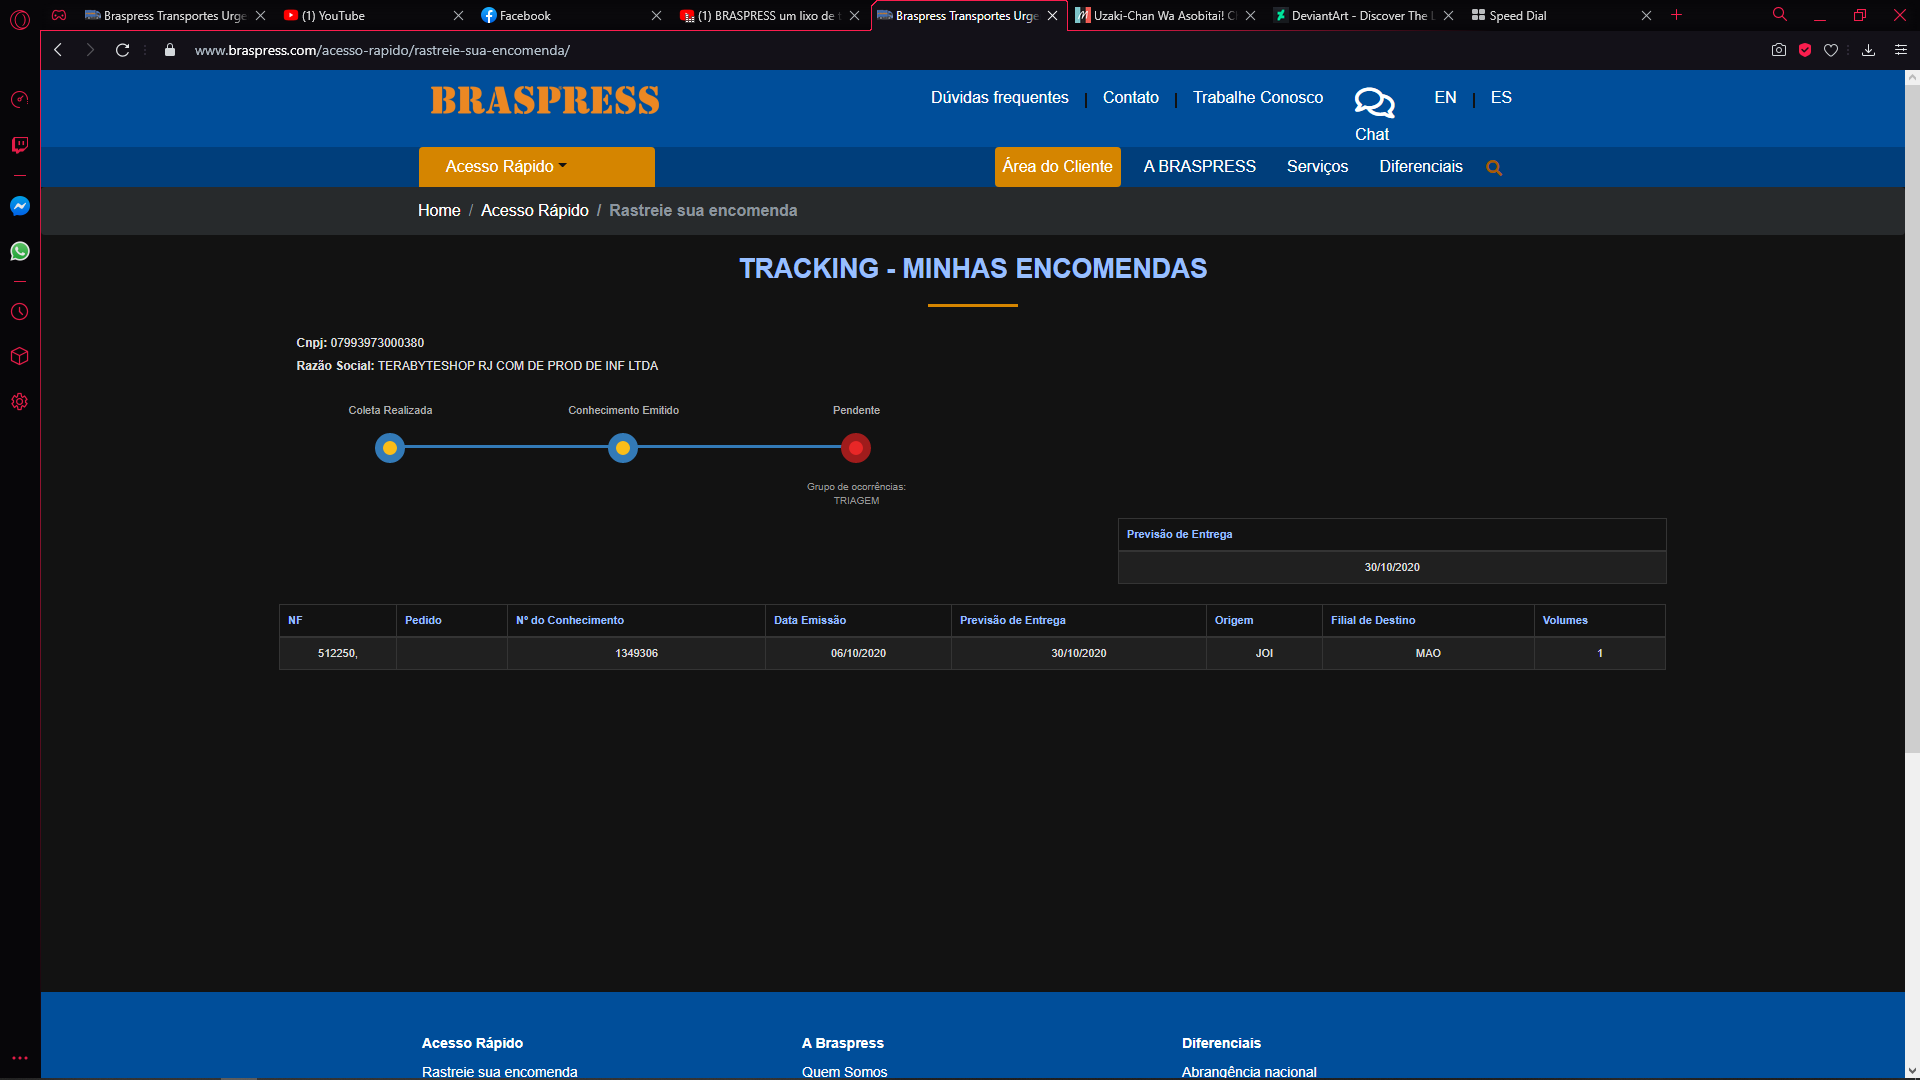 Braspress Transportes Urge
(1) YouTube
Facebook
(1) BRASPRESS um lixo de t
Braspress Transportes Urge
Uzaki-Chan Wa Asobitai! C
DeviantArt - Discover The L
Speed Dial
www.braspress.com/acesso-rapido/rastreie-sua-encomenda/
BRASPRESS
Dúvidas frequentes | Contato | Trabalhe Conosco
Chat
EN | ES
Acesso Rápido
Área do Cliente
A BRASPRESS
Serviços
Diferenciais
Home / Acesso Rápido / Rastreie sua encomenda
TRACKING - MINHAS ENCOMENDAS
Cnpj: 07993973000380
Razão Social: TERABYTESHOP RJ COM DE PROD DE INF LTDA
Coleta Realizada
Conhecimento Emitido
Pendente
Grupo de ocorrências:
TRIAGEM
Previsão de Entrega
30/10/2020
NF Pedido Nº do Conhecimento Data Emissão Previsão de Entrega Origem Filial de Destino Volumes
512250, 1349306 06/10/2020 30/10/2020 JOI MAO 1
Acesso Rápido
Rastreie sua encomenda
A Braspress
Quem Somos
Diferenciais
Abrangência nacional